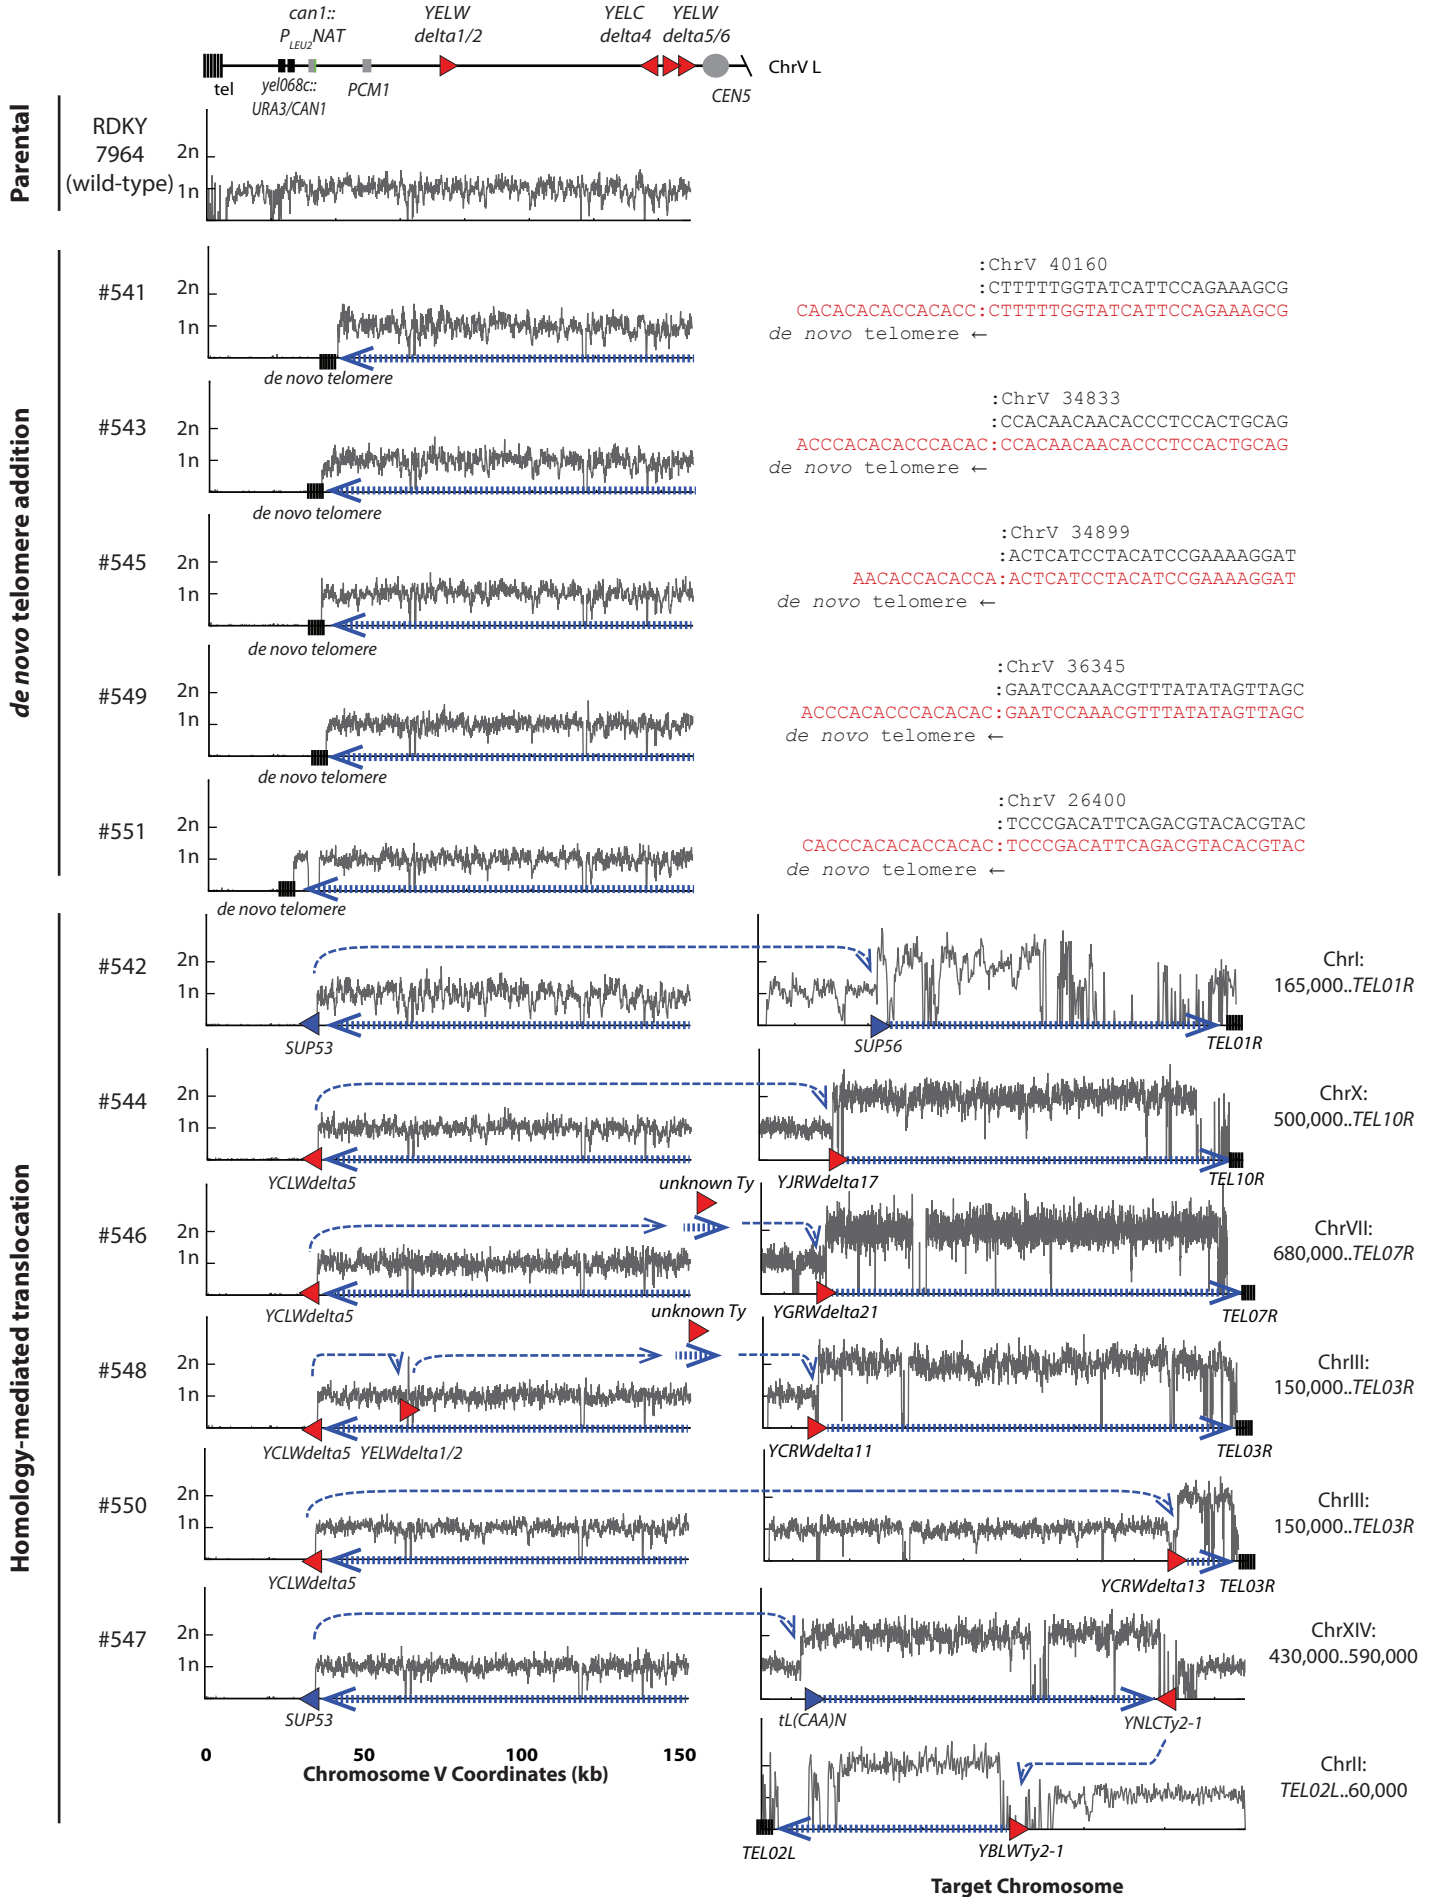 can1::
PLEU2NAT
YELW
delta1/2
YELC
delta4
YELW
delta5/6
tel
yel068c::
URA3/CAN1
PCM1
CEN5
ChrV L
Parental
RDKY
7964
(wild-type)
2n
1n
de novo telomere addition
#541
2n
1n
de novo telomere
:ChrV 40160
:CTTTTTGGTATCATTCCAGAAAGCG
CACACACACCACACC:CTTTTTGGTATCATTCCAGAAAGCG
de novo telomere ←
#543
2n
1n
de novo telomere
:ChrV 34833
:CCACAACAACACCCTCCACTGCAG
ACCCACACACCCACAC:CCACAACAACACCCTCCACTGCAG
de novo telomere ←
#545
2n
1n
de novo telomere
:ChrV 34899
:ACTCATCCTACATCCGAAAAGGAT
AACACCACACCA:ACTCATCCTACATCCGAAAAGGAT
de novo telomere ←
#549
2n
1n
de novo telomere
:ChrV 36345
:GAATCCAAACGTTTATATAGTTAGC
ACCCACACCCACACAC:GAATCCAAACGTTTATATAGTTAGC
de novo telomere ←
#551
2n
1n
de novo telomere
:ChrV 26400
:TCCCGACATTCAGACGTACACGTAC
CACCCACACACCACAC:TCCCGACATTCAGACGTACACGTAC
de novo telomere ←
Homology-mediated translocation
#542
2n
1n
SUP53
SUP56
TEL01R
ChrI:
165,000..TEL01R
#544
2n
1n
YCLWdelta5
YJRWdelta17
TEL10R
ChrX:
500,000..TEL10R
#546
2n
1n
YCLWdelta5
unknown Ty
YGRWdelta21
TEL07R
ChrVII:
680,000..TEL07R
#548
2n
1n
YCLWdelta5 YELWdelta1/2
unknown Ty
YCRWdelta11
TEL03R
ChrIII:
150,000..TEL03R
#550
2n
1n
YCLWdelta5
YCRWdelta13 TEL03R
ChrIII:
150,000..TEL03R
#547
2n
1n
SUP53
tL(CAA)N
YNLCTy2-1
ChrXIV:
430,000..590,000
0 50 100 150
Chromosome V Coordinates (kb)
TEL02L
YBLWTy2-1
ChrII:
TEL02L..60,000
Target Chromosome